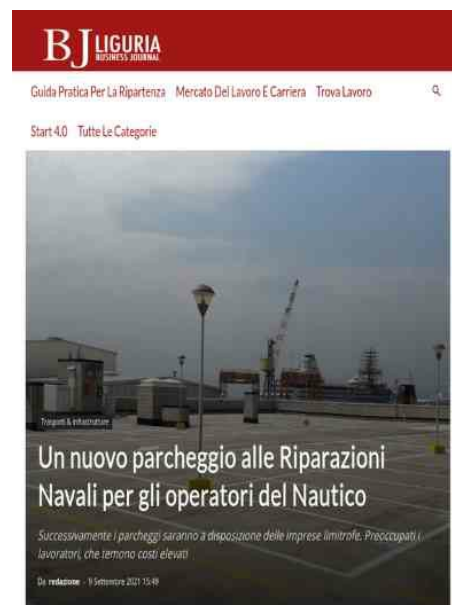 BJ LIGURIA
BUSINESS JOURNAL
Guida Pratica Per La Ripartenza Mercato Del Lavoro E Carriera Trova Lavoro
Start 4.0 Tutte Le Categorie
Trasporti & Infrastrutture
Un nuovo parcheggio alle Riparazioni
Navali per gli operatori del Nautico
Successivamente i parcheggi saranno a disposizione delle imprese limitrofe. Preoccupati i
lavoratori, che temono costi elevati
Da redazione - 9 Settembre 2021 15:49